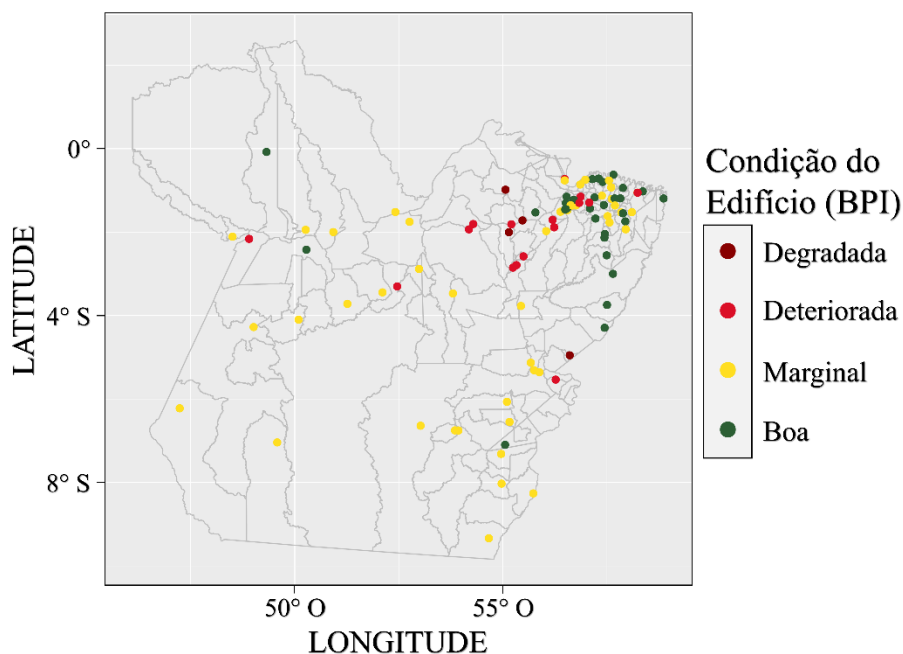 0°
4° S
8° S
LATITUDE
50° O
55° O
LONGITUDE
Condição do
Edifício (BPI)
Degradada
Deteriorada
Marginal
Boa